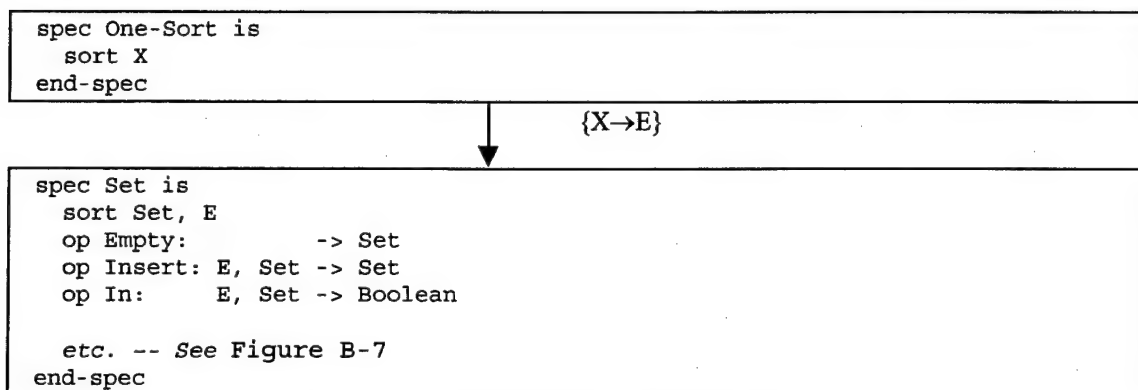 spec One-Sort is
  sort X
end-spec
{X→E}
spec Set is
  sort Set, E
  op Empty:           -> Set
  op Insert: E, Set -> Set
  op In:     E, Set -> Boolean
  etc. -- See Figure B-7
end-spec